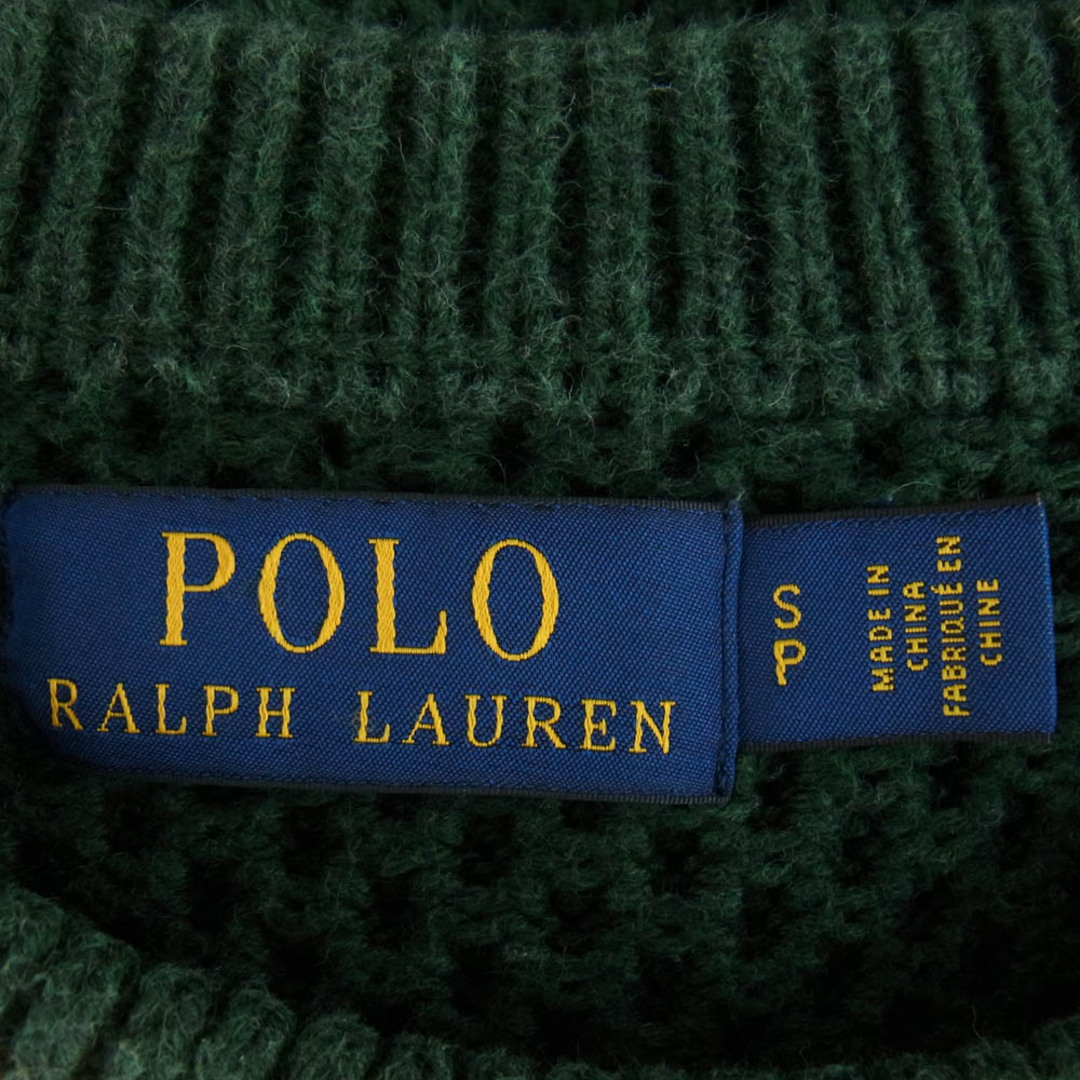 POLO
RALPH LAUREN
S
P
MADE IN
CHINA
FABRIQUÉ EN
CHINE